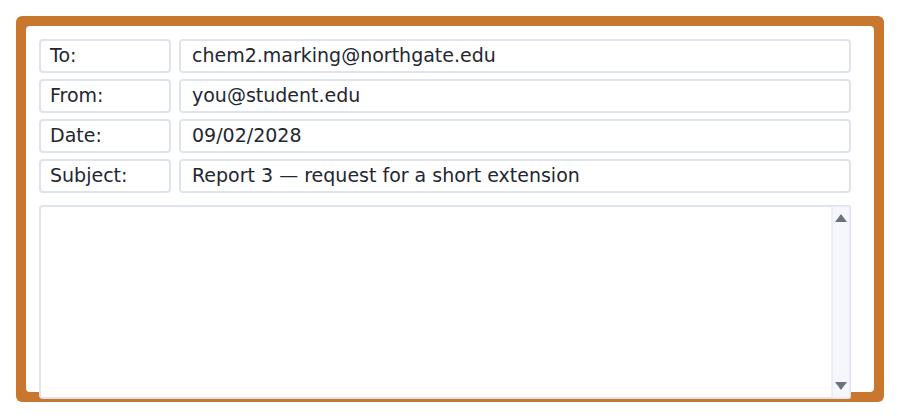 To: chem2.marking@northgate.edu
From: you@student.edu
Date: 09/02/2028
Subject: Report 3 — request for a short extension